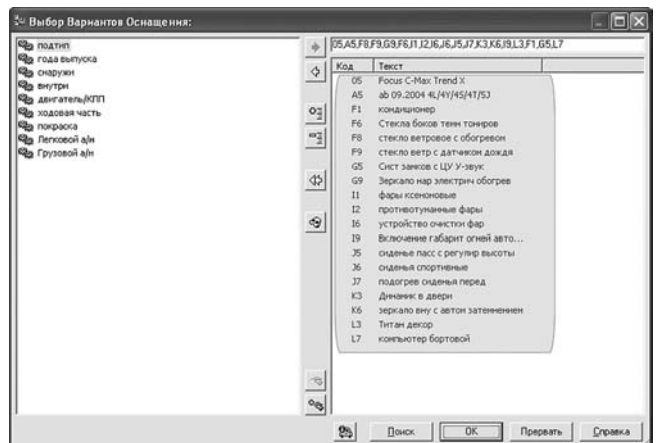 Выбор Вариантов Оснащения:
подтип
года выпуска
снаружи
внутри
двигатель/КПП
ходовая часть
покраска
Легковой а/н
Грузовой а/н
05,A5,F8,F9,G9,F6,I1,I2,I6,J6,J5,J7,K3,K6,I9,L3,F1,G5,L7
Код Текст
05 Focus C-Max Trend X
A5 ab 09.2004 4L/4Y/4S/4T/5J
F1 кондиционер
F6 Стекла боков темн тониров
F8 стекло ветровое с обогревом
F9 стекло ветр с датчиком дождя
G5 Сист замков с ЦУ У-звук
G9 Зеркало нар электрич обогрев
I1 фары ксеноновые
I2 противотуманные фары
I6 устройство очистки фар
I9 Включение габарит огней авто...
J5 сиденье пасс с регулир высоты
J6 сиденья спортивные
J7 подогрев сиденья перед
K3 Динамик в двери
K6 зеркало вну с автом затемнением
L3 Титан декор
L7 компьютер бортовой
Поиск OK Прервать Справка